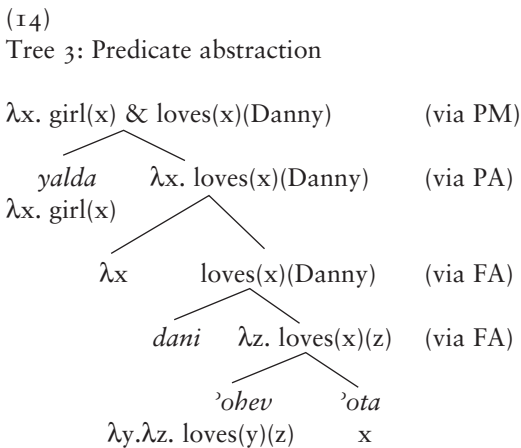 (14)
Tree 3: Predicate abstraction
λx. girl(x) & loves(x)(Danny) (via PM)
yalda λx. loves(x)(Danny) (via PA)
λx. girl(x)
λx loves(x)(Danny) (via FA)
dani λz. loves(x)(z) (via FA)
ʾohev ʾota
λy.λz. loves(y)(z) x